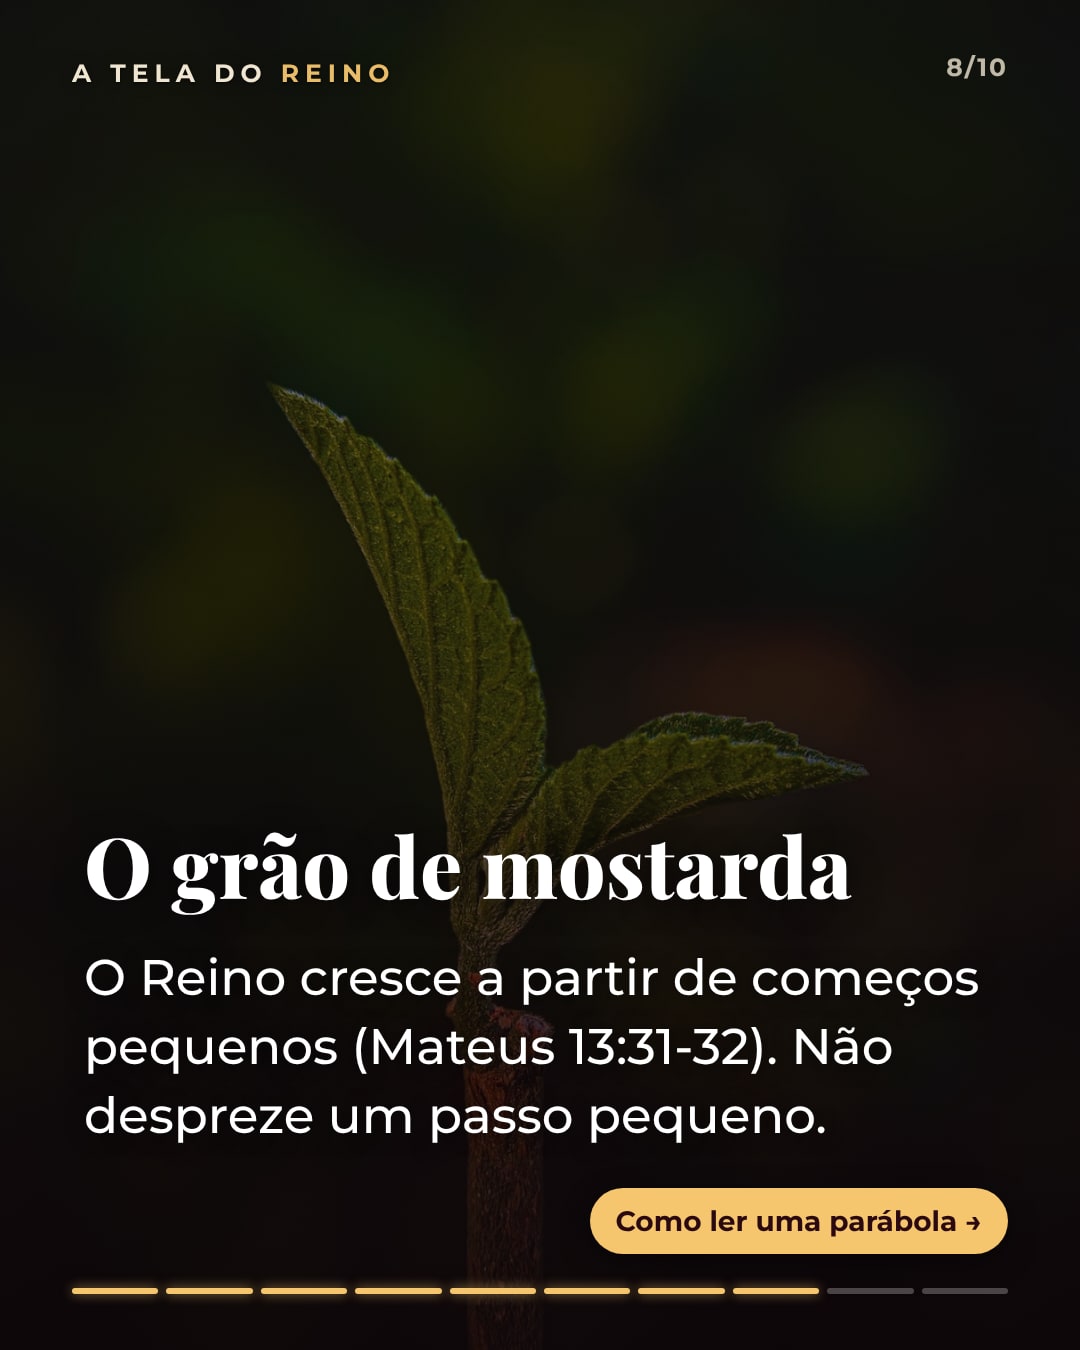 A TELA DO REINO
8/10
O grão de mostarda
O Reino cresce a partir de começos
pequenos (Mateus 13:31-32). Não
despreze um passo pequeno.
Como ler uma parábola →